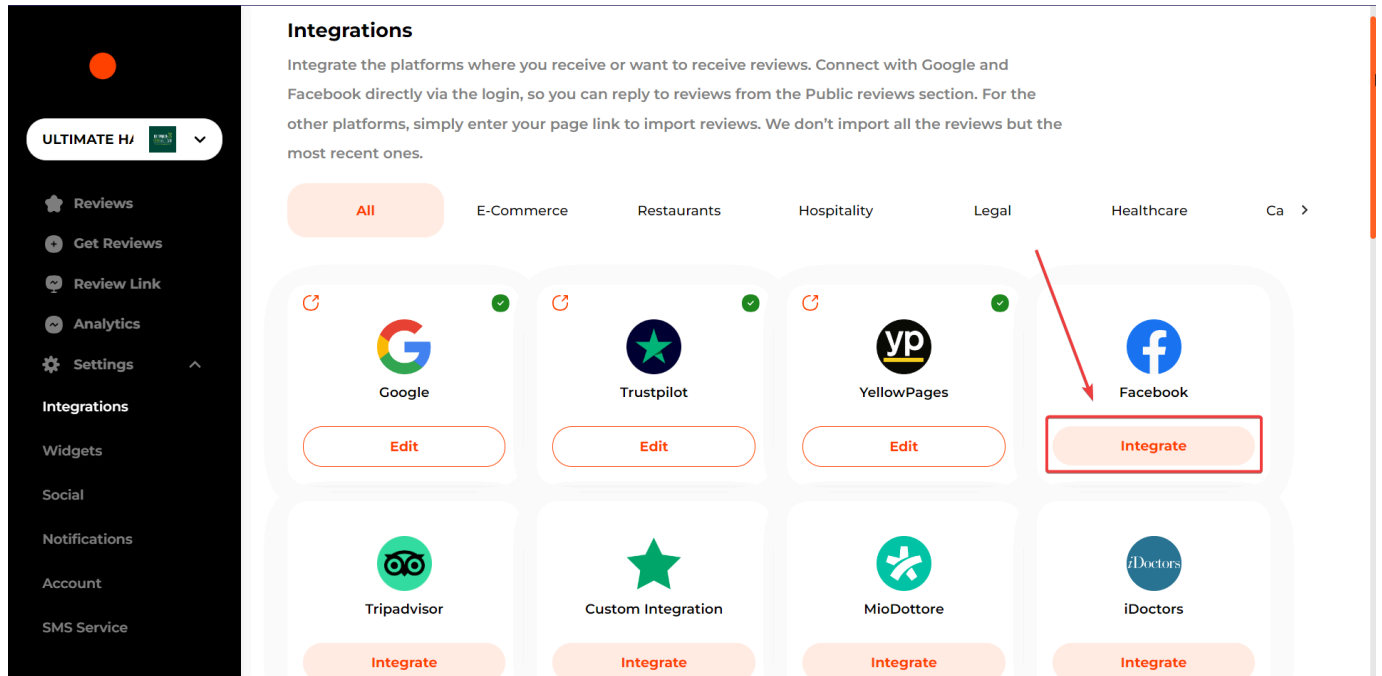 Integrations
Integrate the platforms where you receive or want to receive reviews. Connect with Google and
Facebook directly via the login, so you can reply to reviews from the Public reviews section. For the
other platforms, simply enter your page link to import reviews. We don’t import all the reviews but the
most recent ones.
ULTIMATE HA
Reviews
Get Reviews
Review Link
Analytics
Settings
Integrations
Widgets
Social
Notifications
Account
SMS Service
All E-Commerce Restaurants Hospitality Legal Healthcare Ca
Google Trustpilot YellowPages Facebook
Edit Edit Edit Integrate
iDoctors
Tripadvisor Custom Integration MioDottore iDoctors
Integrate Integrate Integrate Integrate
yp